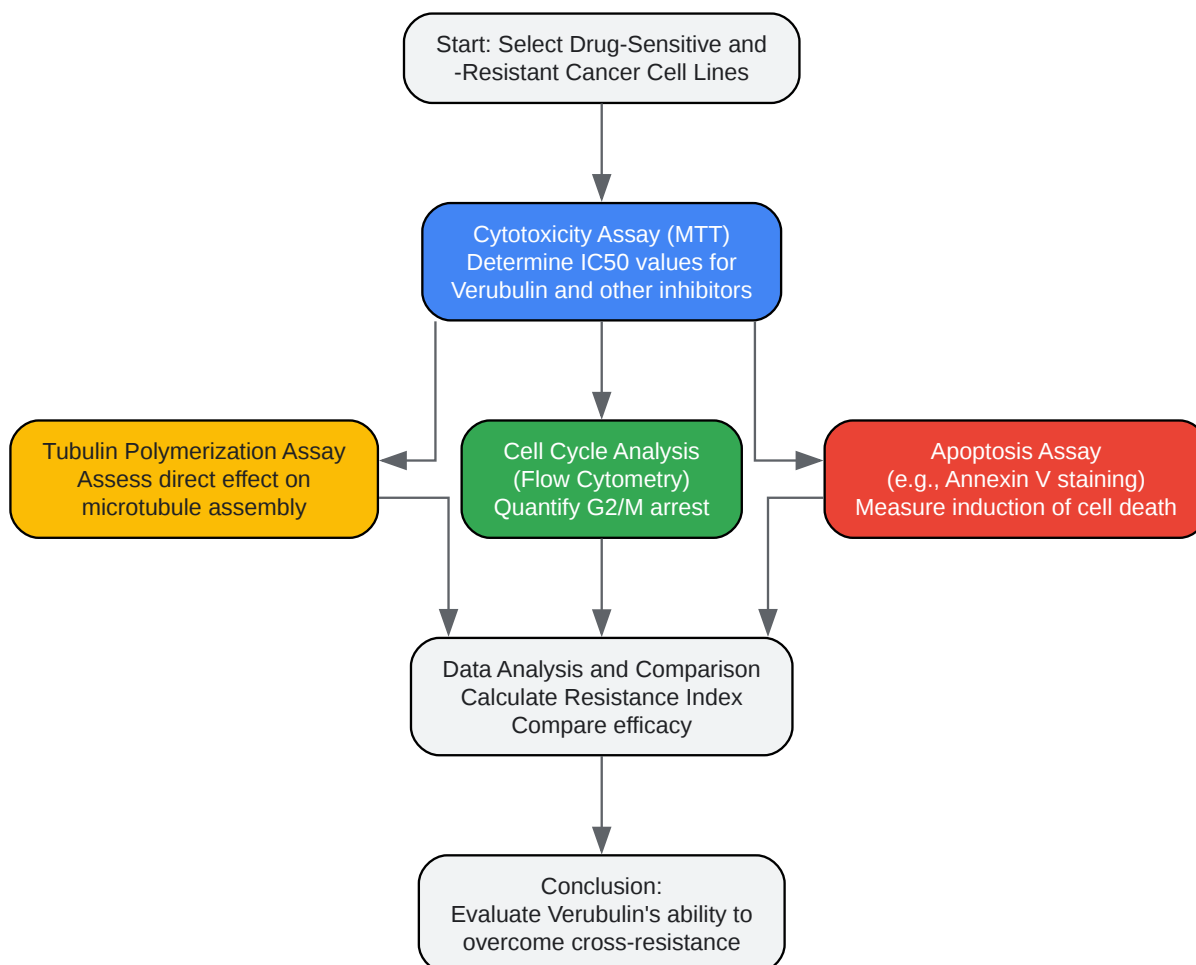 Start: Select Drug-Sensitive and
-Resistant Cancer Cell Lines
Cytotoxicity Assay (MTT)
Determine IC50 values for
Verubulin and other inhibitors
Tubulin Polymerization Assay
Assess direct effect on
microtubule assembly
Cell Cycle Analysis
(Flow Cytometry)
Quantify G2/M arrest
Apoptosis Assay
(e.g., Annexin V staining)
Measure induction of cell death
Data Analysis and Comparison
Calculate Resistance Index
Compare efficacy
Conclusion:
Evaluate Verubulin's ability to
overcome cross-resistance